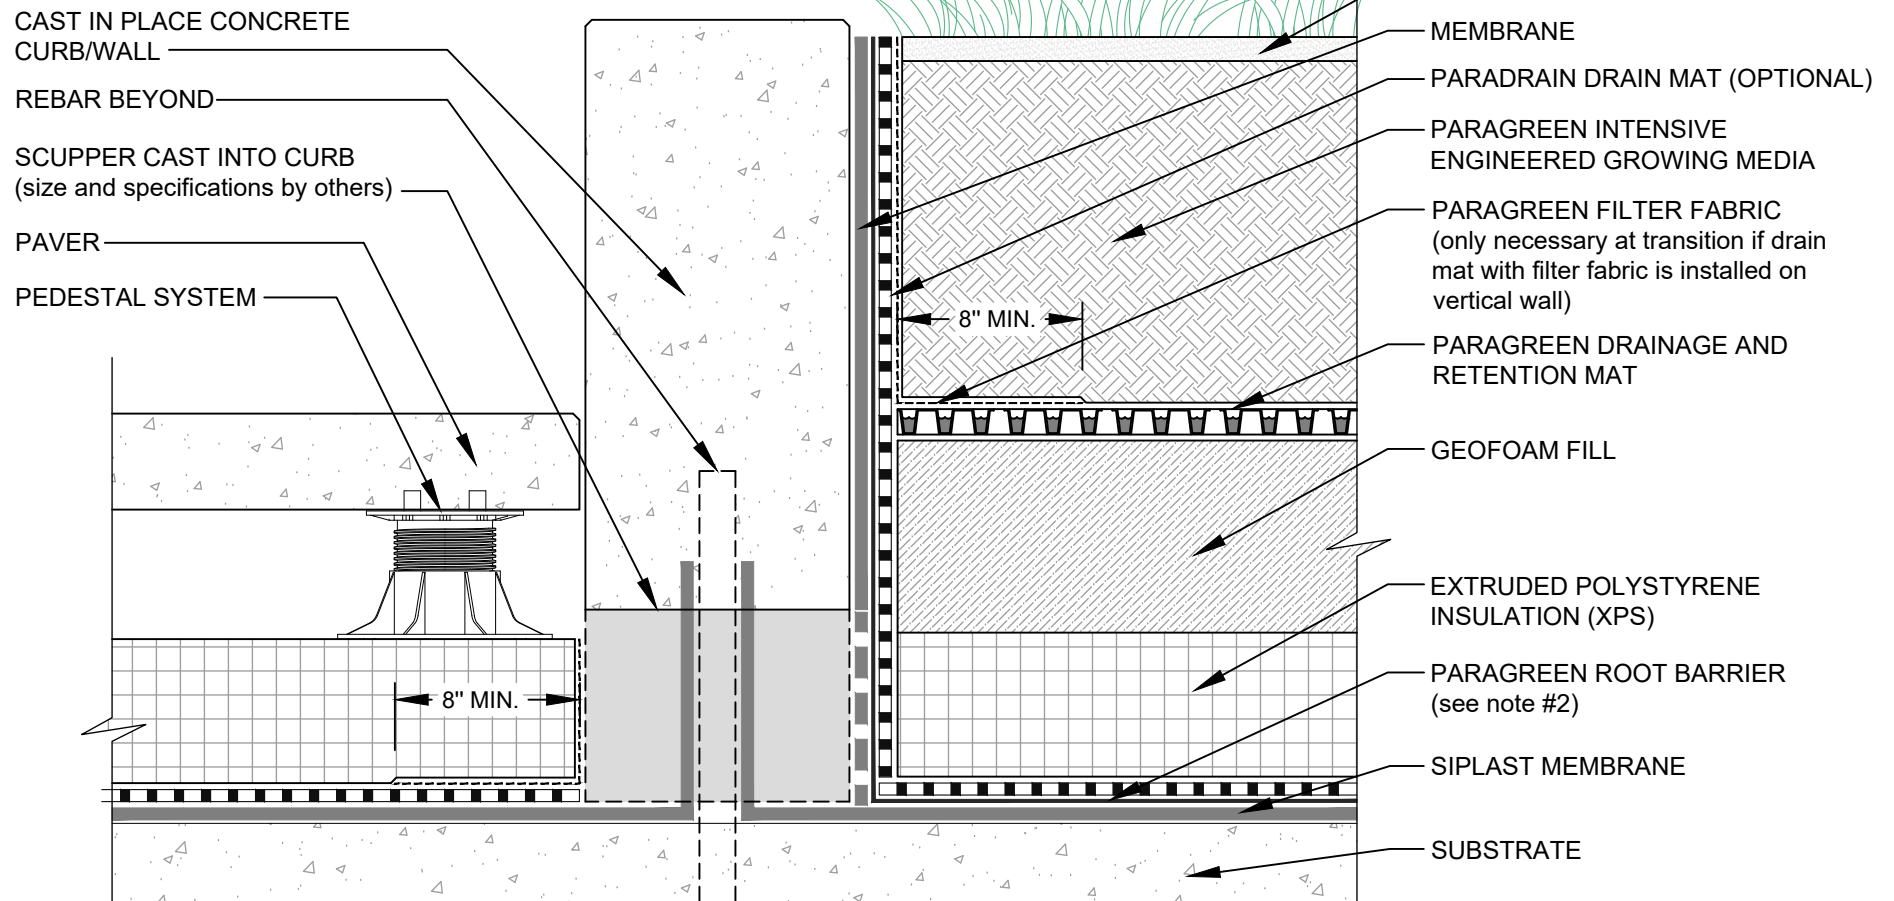 CAST IN PLACE CONCRETE
CURB/WALL
REBAR BEYOND
SCUPPER CAST INTO CURB
(size and specifications by others)
PAVER
PEDESTAL SYSTEM
8" MIN.
8" MIN.
MEMBRANE
PARADRAIN DRAIN MAT (OPTIONAL)
PARAGREEN INTENSIVE
ENGINEERED GROWING MEDIA
PARAGREEN FILTER FABRIC
(only necessary at transition if drain
mat with filter fabric is installed on
vertical wall)
PARAGREEN DRAINAGE AND
RETENTION MAT
GEOFOAM FILL
EXTRUDED POLYSTYRENE
INSULATION (XPS)
PARAGREEN ROOT BARRIER
(see note #2)
SIPLAST MEMBRANE
SUBSTRATE